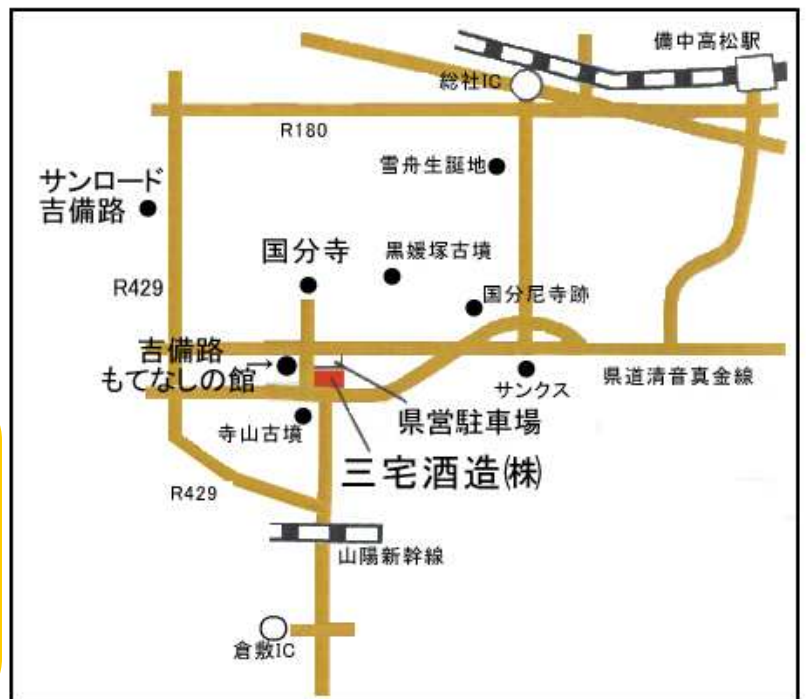 備中高松駅
総社IC
R180
雪舟生誕地
サンロード
吉備路
国分寺
黒媛塚古墳
R429
国分尼寺跡
吉備路
もてなしの館
→
サンクス
県道清音真金線
県営駐車場
寺山古墳
三宅酒造㈱
R429
山陽新幹線
倉敷IC